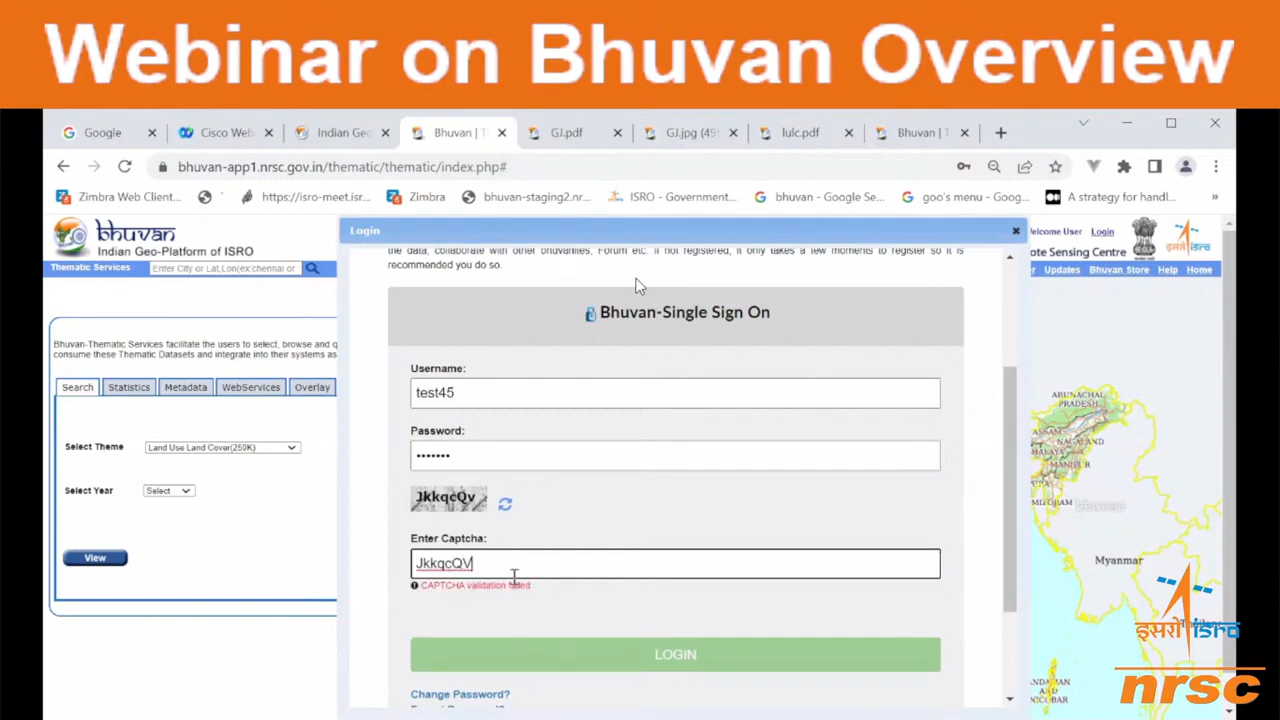 Webinar on Bhuvan Overview
Google
Cisco Web
Indian Geo
Bhuvan | T
GJ.pdf
GJ.jpg (49
lulc.pdf
Bhuvan | T
bhuvan-app1.nrsc.gov.in/thematic/thematic/index.php#
Zimbra Web Client...
https://isro-meet.isr...
Zimbra
bhuvan-staging2.nr...
ISRO - Government...
bhuvan - Google Se...
goo's menu - Goog...
A strategy for handl...
»
bhuvan
Indian Geo-Platform of ISRO
Thematic Services
Enter City or Lat,Lon(ex:chennai or
Login
elcome User Login
ote Sensing Centre
Updates Bhuvan Store Help Home
the data, collaborate with other bhuvanites, Forum etc. If not registered, it only takes a few moments to register so it is
recommended you do so.
Bhuvan-Single Sign On
Bhuvan-Thematic Services facilitate the users to select, browse and q
consume these Thematic Datasets and integrate into their systems as
Search Statistics Metadata WebServices Overlay
Select Theme Land Use Land Cover(250K)
Select Year Select
View
Username:
test45
Password:
•••••••
JkkqcQv
Enter Captcha:
JkkqcQV
CAPTCHA validation failed
LOGIN
Change Password?
ARUNACHAL
PRADESH
ASSAM
NAGALAND
MANIPUR
bhuvan
Myanmar
NICOBAR
इसरो isro
nrsc